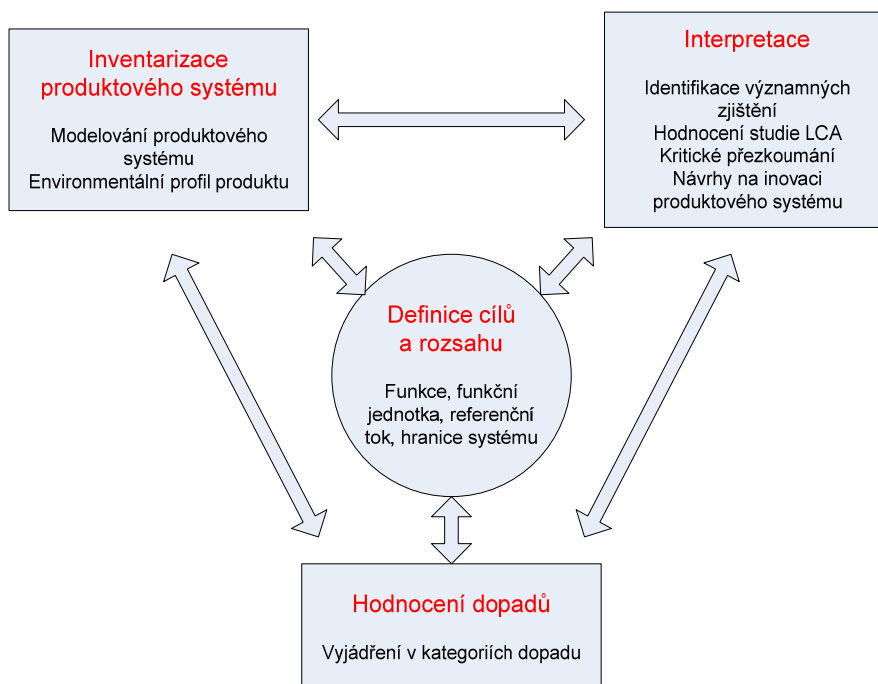 Inventarizace
produktového systému
Modelování produktového
systému
Environmentální profil produktu
Interpretace
Identifikace významných
zjištění
Hodnocení studie LCA
Kritické přezkoumání
Návrhy na inovaci
produktového systému
Definice cílů
a rozsahu
Funkce, funkční
jednotka, referenční
tok, hranice systému
Hodnocení dopadů
Vyjádření v kategoriích dopadu